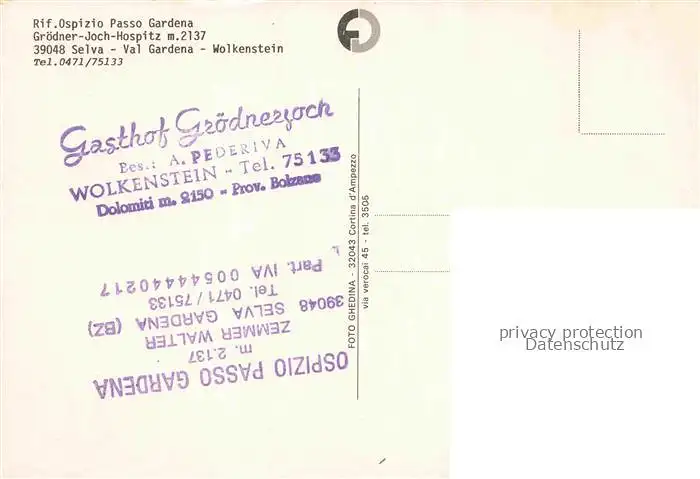 Rif.Ospizio Passo Gardena
Grödner-Joch-Hospitz m.2137
39048 Selva - Val Gardena - Wolkenstein
Tel.0471/75133
Gasthof Grödnerjoch
Bes.: A. PEDERIVA
WOLKENSTEIN - Tel. 75133
Dolomiti m. 2150 - Prov. Bolzano
OSPIZIO PASSO GARDENA
m. 2.137
ZEMMER WALTER
39048 SELVA GARDENA (BZ)
Tel. 0471/75133
Part. IVA 00544440217
FOTO GHEDINA - 32043 Cortina d'Ampezzo
via verocai 45 - tel. 3506
privacy protection
Datenschutz